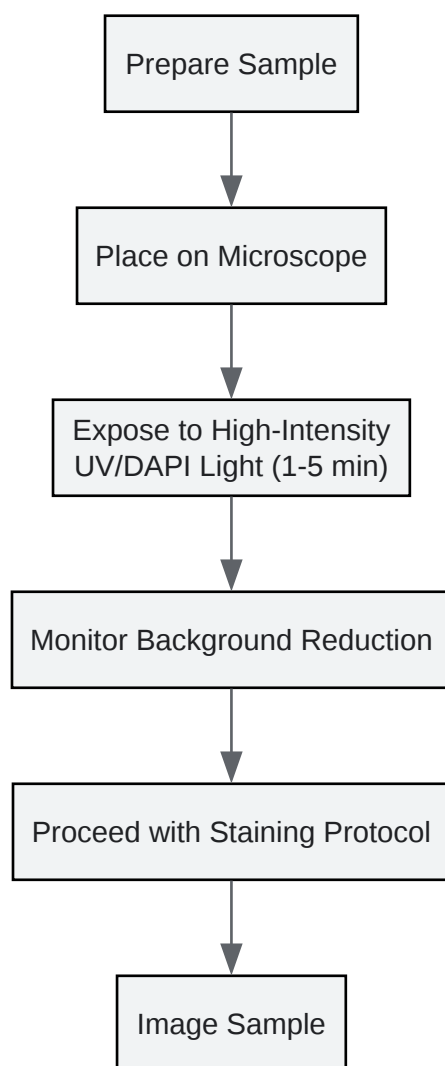 Prepare Sample
Place on Microscope
Expose to High-Intensity
UV/DAPI Light (1-5 min)
Monitor Background Reduction
Proceed with Staining Protocol
Image Sample